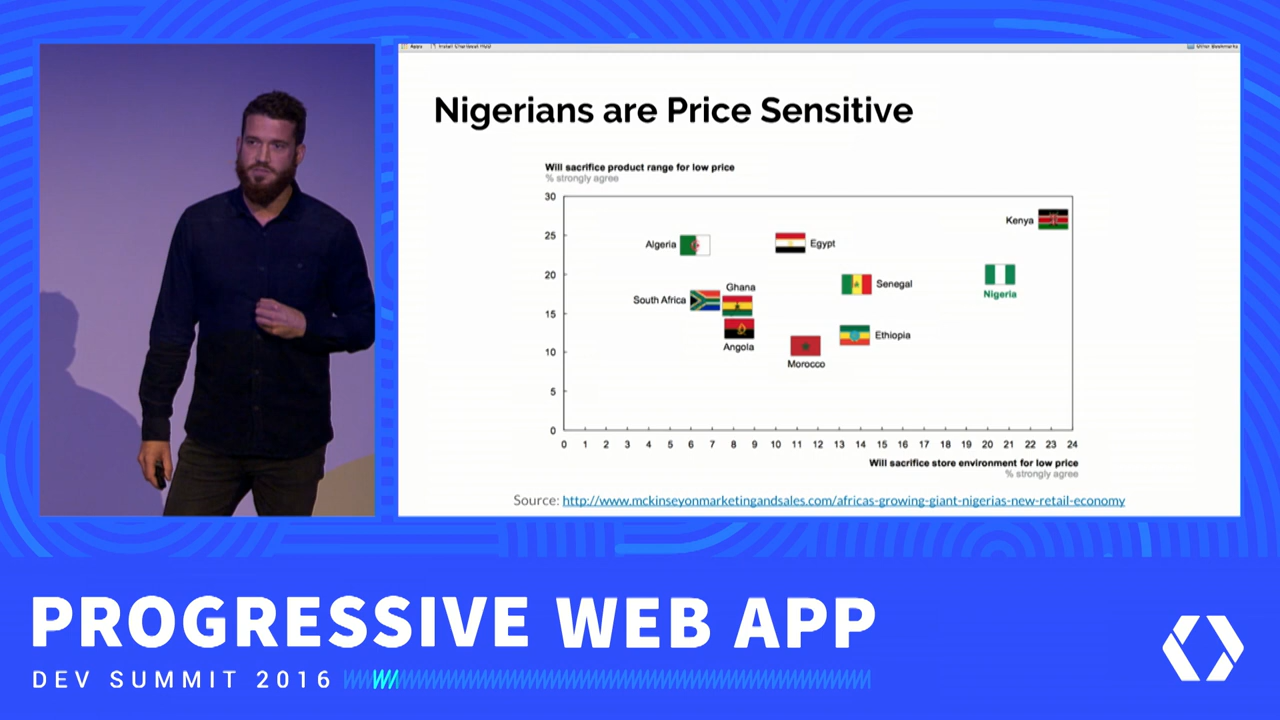 Apps Install Chartbeat HUD Other Bookmarks
Nigerians are Price Sensitive
Will sacrifice product range for low price
% strongly agree
30
25
20
15
10
5
0
Kenya
Algeria
Egypt
Nigeria
Senegal
Ghana
South Africa
Angola
Ethiopia
Morocco
0 1 2 3 4 5 6 7 8 9 10 11 12 13 14 15 16 17 18 19 20 21 22 23 24
Will sacrifice store environment for low price
% strongly agree
Source: http://www.mckinseyonmarketingandsales.com/africas-growing-giant-nigerias-new-retail-economy
PROGRESSIVE WEB APP
DEV SUMMIT 2016